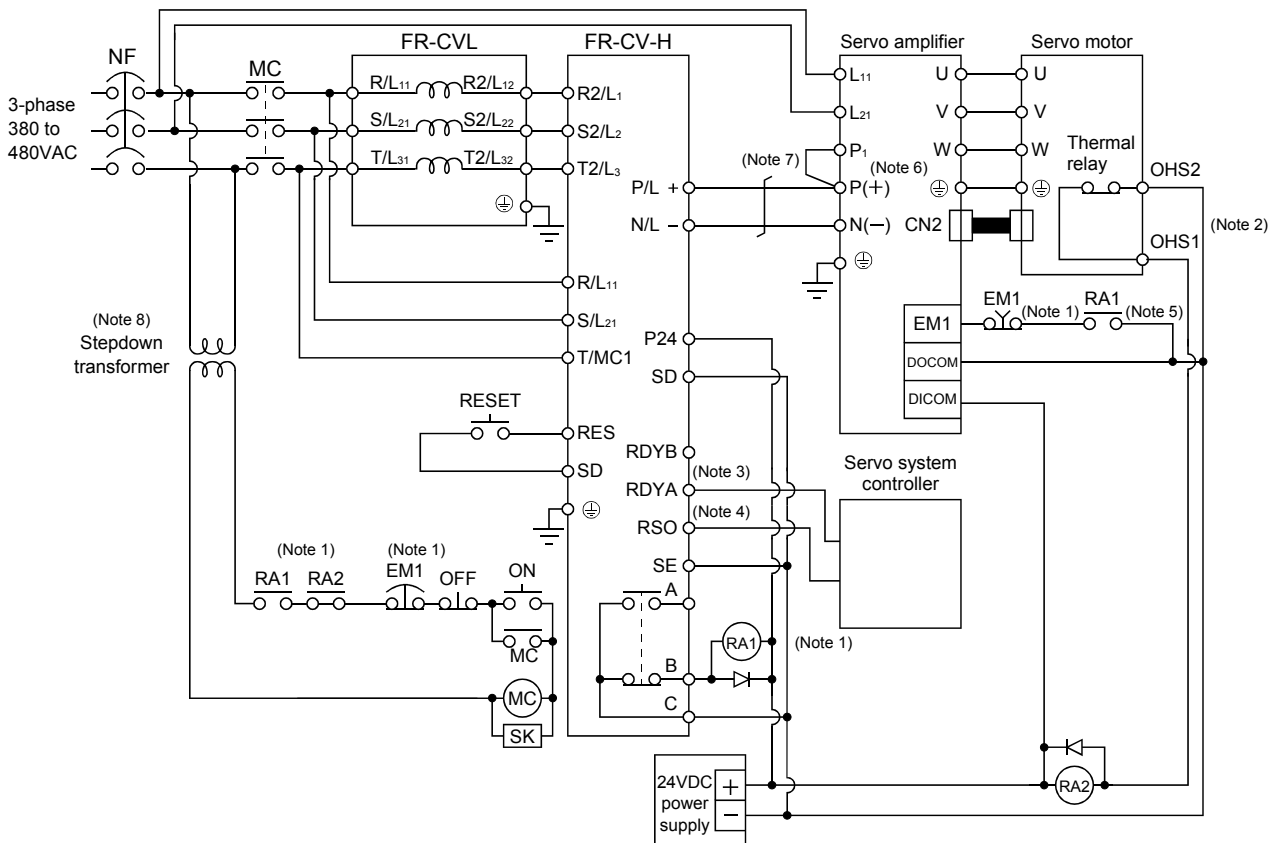 FR-CVL
FR-CV-H
Servo amplifier
Servo motor
NF
MC
3-phase
380 to
480VAC
R/L11
R2/L12
S/L21
S2/L22
T/L31
T2/L32
R2/L1
S2/L2
T2/L3
P/L +
N/L −
R/L11
S/L21
T/MC1
P24
SD
RESET
RES
SD
RDYB
RDYA
(Note 3)
RSO
(Note 4)
SE
A
B
C
L11
L21
P1
(Note 7)
P(+)
(Note 6)
N(−)
U
V
W
CN2
U
V
W
Thermal
relay
OHS2
(Note 2)
OHS1
EM1
EM1
(Note 1)
RA1
(Note 5)
DOCOM
DICOM
Servo system
controller
(Note 8)
Stepdown
transformer
(Note 1)
RA1
RA2
(Note 1)
EM1
OFF
ON
MC
MC
SK
RA1
(Note 1)
24VDC
power
supply
+
−
RA2